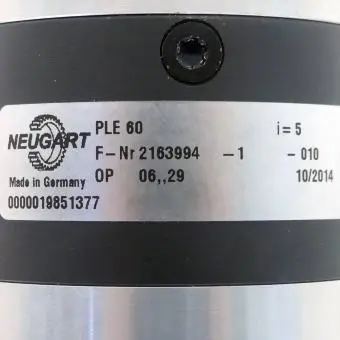 PLE 60 i=5
NEUGART
F-Nr 2163994 -1 -010
Made in Germany OP 06,,29 10/2014
0000019851377